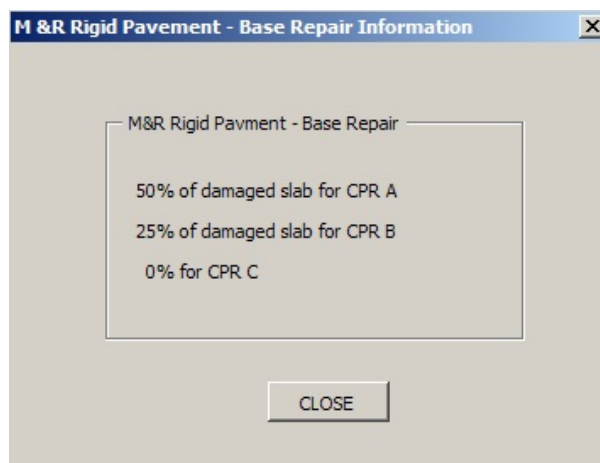 M &R Rigid Pavement - Base Repair Information
M&R Rigid Pavment - Base Repair
50% of damaged slab for CPR A
25% of damaged slab for CPR B
0% for CPR C
CLOSE